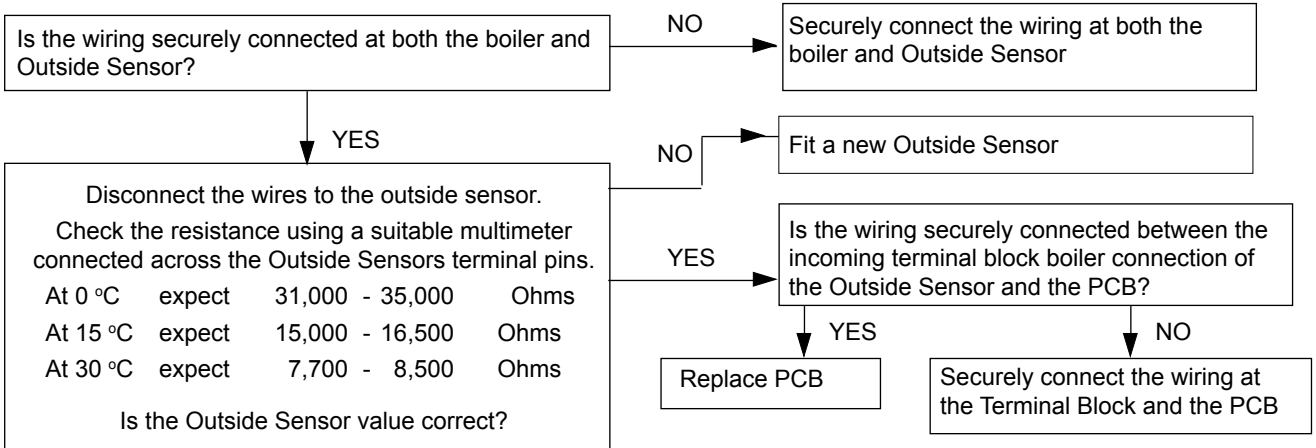 Is the wiring securely connected at both the boiler and
Outside Sensor?
NO
Securely connect the wiring at both the
boiler and Outside Sensor
YES
NO
Fit a new Outside Sensor
Disconnect the wires to the outside sensor.
Check the resistance using a suitable multimeter
connected across the Outside Sensors terminal pins.
At 0 °C expect 31,000 - 35,000 Ohms
At 15 °C expect 15,000 - 16,500 Ohms
At 30 °C expect 7,700 - 8,500 Ohms
Is the Outside Sensor value correct?
YES
Is the wiring securely connected between the
incoming terminal block boiler connection of
the Outside Sensor and the PCB?
YES
NO
Replace PCB
Securely connect the wiring at
the Terminal Block and the PCB